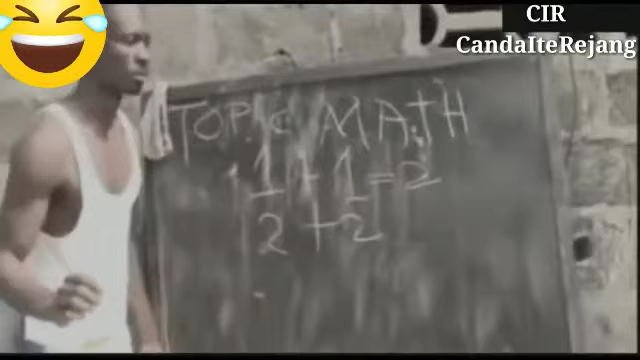 CIR
CandaIteRejang
TOPIC MATH
1 + 1 = 2
2 + 2